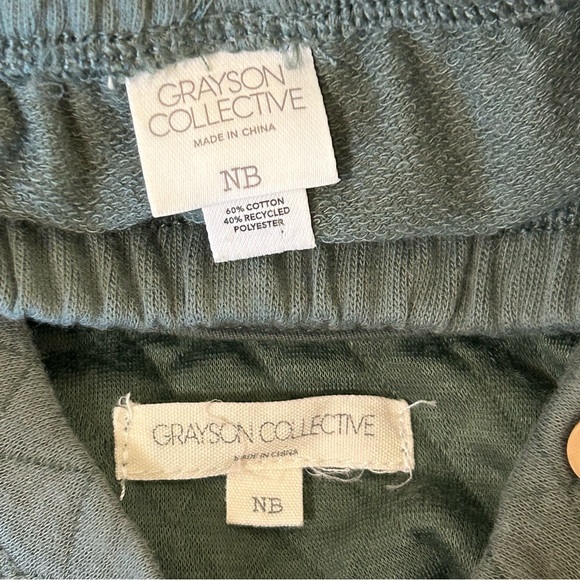 GRAYSON
COLLECTIVE
MADE IN CHINA
NB
60% COTTON
40% RECYCLED
POLYESTER
GRAYSON COLLECTIVE
MADE IN CHINA
NB